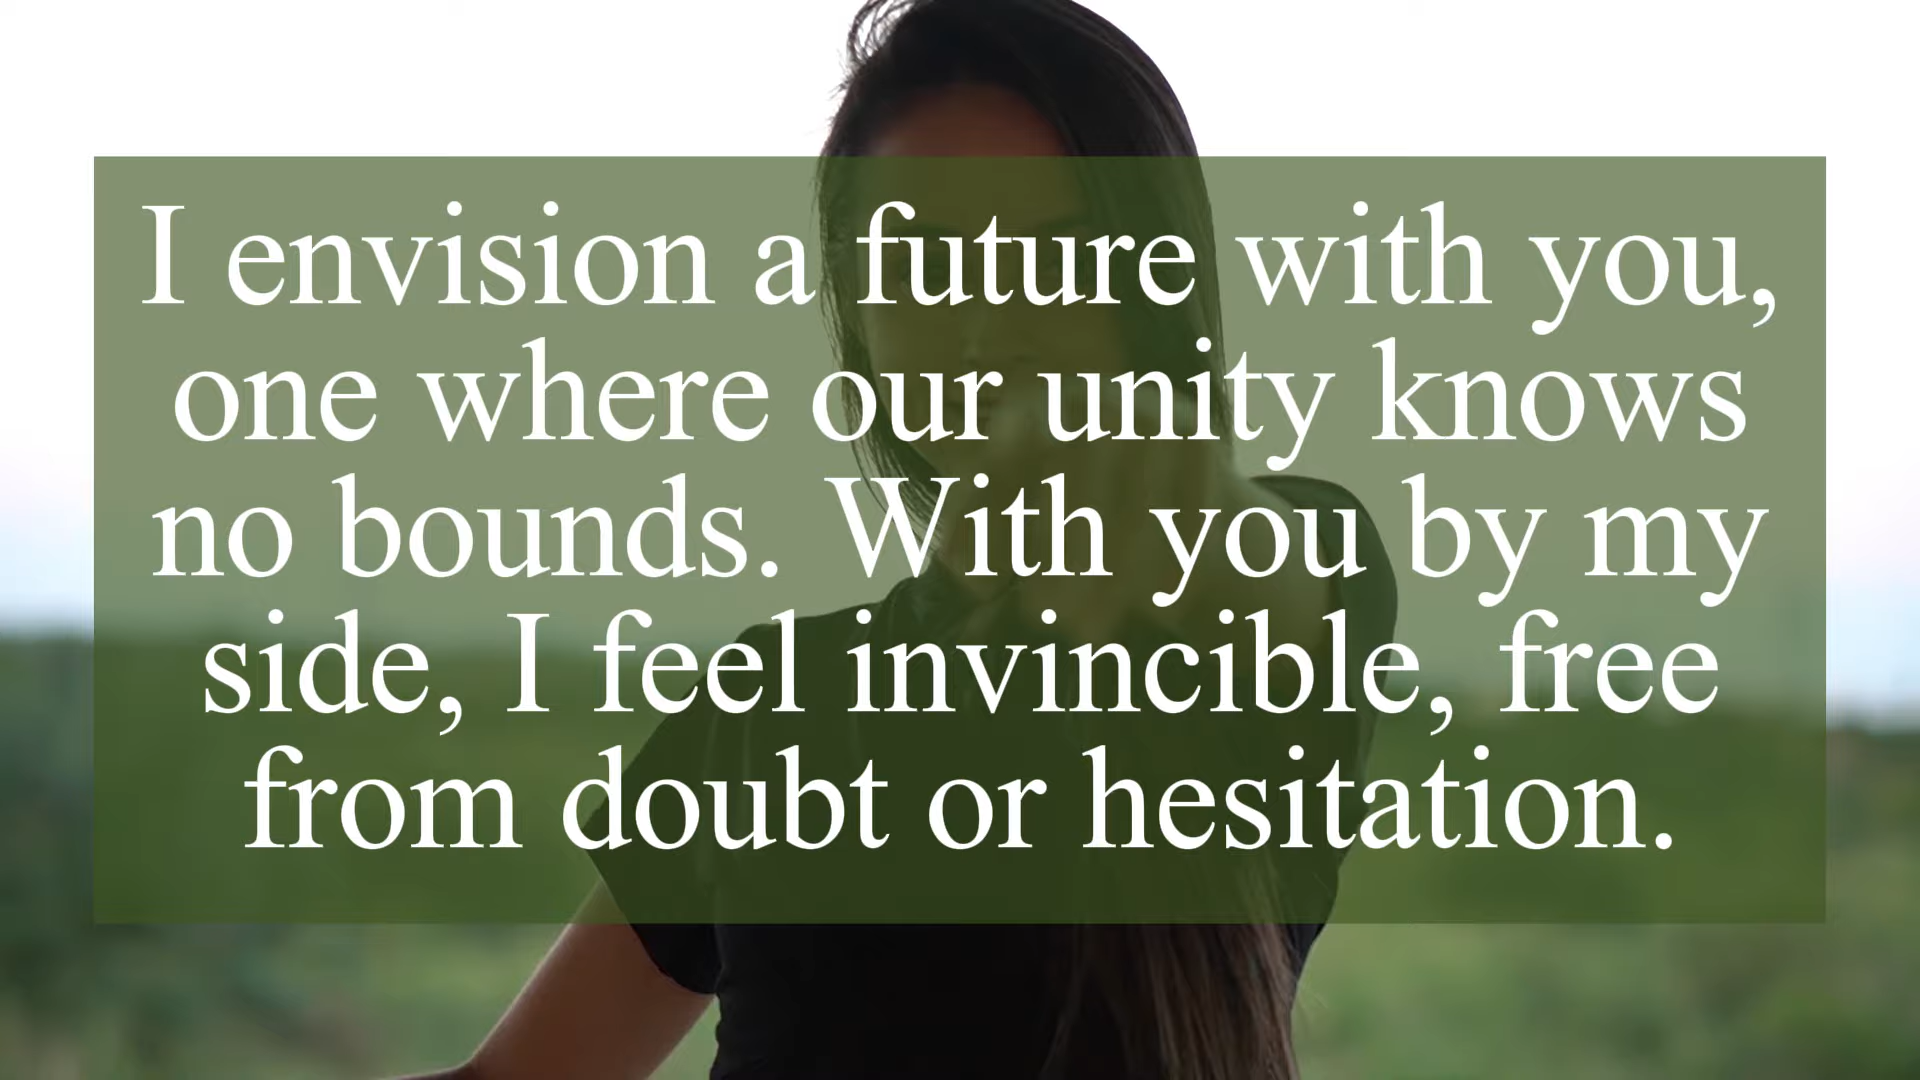 I envision a future with you,
one where our unity knows
no bounds. With you by my
side, I feel invincible, free
from doubt or hesitation.